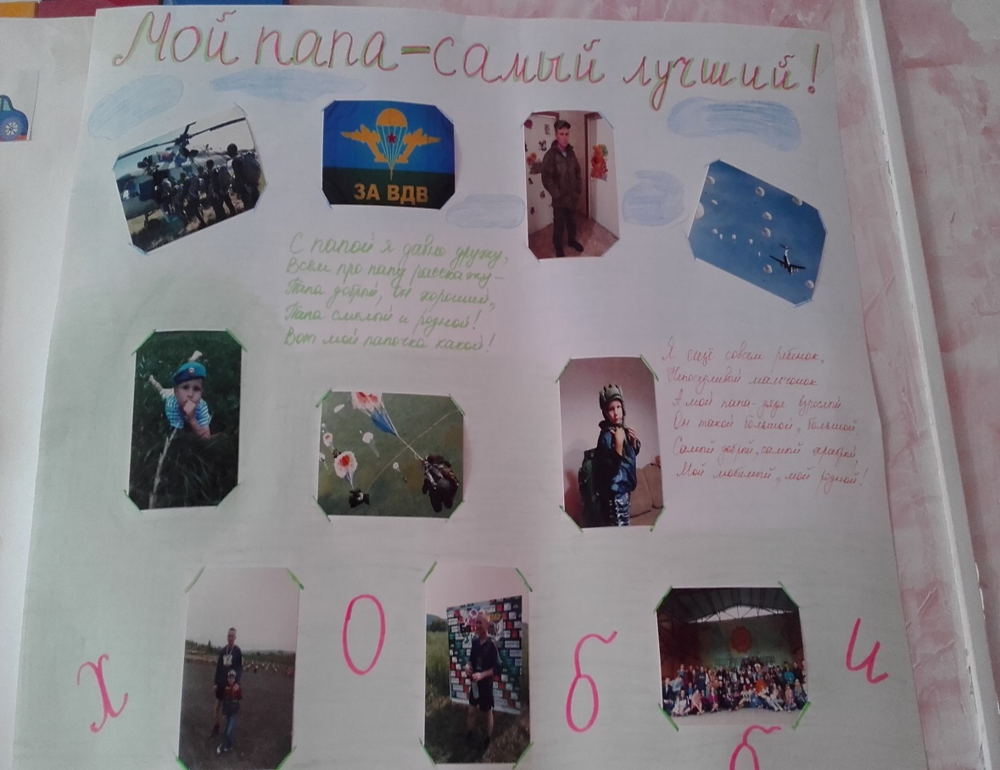 Мой папа-самый лучший!
ЗА ВДВ
С папой я давно дружу,
Всем про папу расскажу-
Папа добрый, он хороший,
Папа смелый и родной!
Вот мой папочка какой!
Я ещё совсем ребенок,
Непоседливый мальчонок
А мой папа-дядя взрослый
Он такой большой, большой
Самый добрый, самый храбрый,
Мой любимый, мой родной!
х о б б и